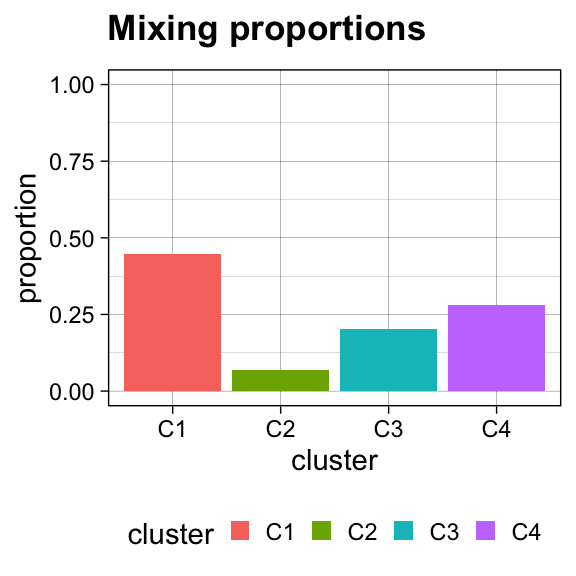 Mixing proportions
1.00
0.75
0.50
0.25
0.00
proportion
C1 C2 C3 C4
cluster
cluster C1 C2 C3 C4